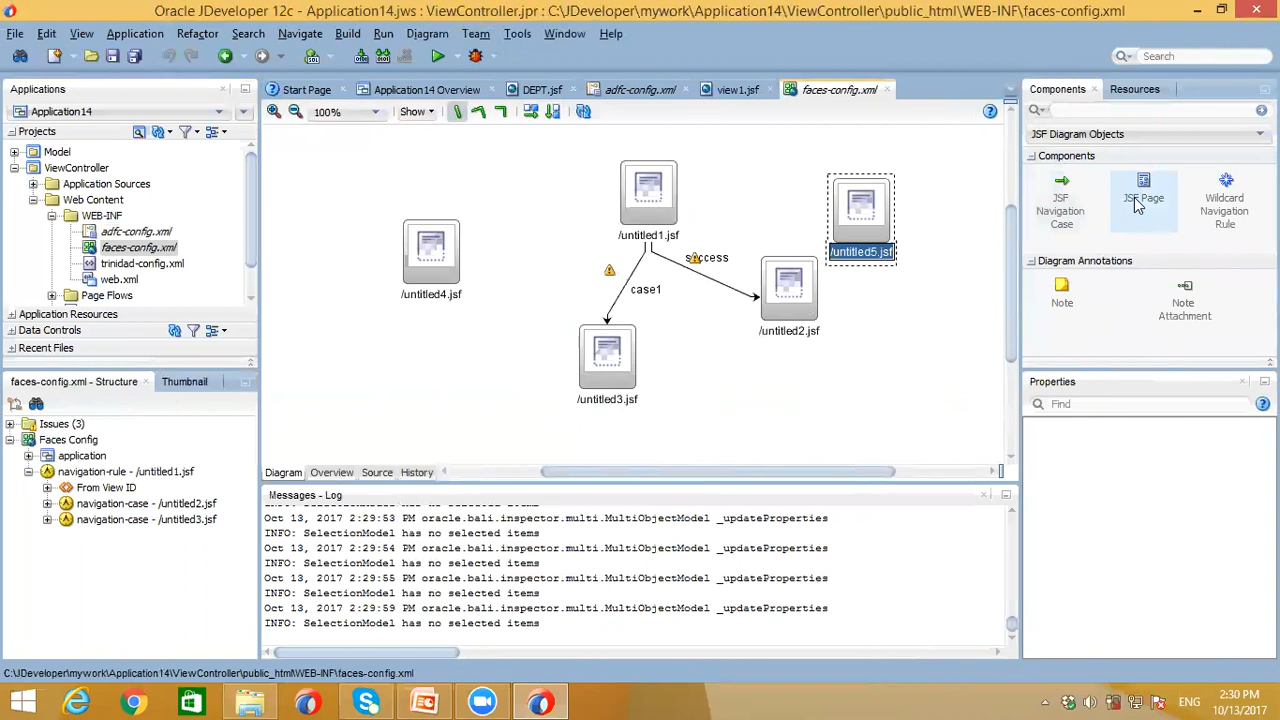 Oracle JDeveloper 12c - Application14.jws : ViewController.jpr : C:\JDeveloper\mywork\Application14\ViewController\public_html\WEB-INF\faces-config.xml
File Edit View Application Refactor Search Navigate Build Run Diagram Team Tools Window Help
Search
Applications
Application14
Projects
Model
ViewController
Application Sources
Web Content
WEB-INF
adfc-config.xml
faces-config.xml
trinidad-config.xml
web.xml
Page Flows
Application Resources
Data Controls
Recent Files
faces-config.xml - Structure
Thumbnail
Issues (3)
Faces Config
application
navigation-rule - /untitled1.jsf
From View ID
navigation-case - /untitled2.jsf
navigation-case - /untitled3.jsf
Start Page
Application14 Overview
DEPT.jsf
adfc-config.xml
view1.jsf
faces-config.xml
100%
Show
/untitled1.jsf
/untitled5.jsf
success
case1
/untitled4.jsf
/untitled2.jsf
/untitled3.jsf
Diagram Overview Source History
Messages - Log
Oct 13, 2017 2:29:53 PM oracle.bali.inspector.multi.MultiObjectModel _updateProperties
INFO: SelectionModel has no selected items
Oct 13, 2017 2:29:54 PM oracle.bali.inspector.multi.MultiObjectModel _updateProperties
INFO: SelectionModel has no selected items
Oct 13, 2017 2:29:55 PM oracle.bali.inspector.multi.MultiObjectModel _updateProperties
INFO: SelectionModel has no selected items
Oct 13, 2017 2:29:59 PM oracle.bali.inspector.multi.MultiObjectModel _updateProperties
INFO: SelectionModel has no selected items
Components
Resources
JSF Diagram Objects
Components
JSF Navigation Case
JSF Page
Wildcard Navigation Rule
Diagram Annotations
Note
Note Attachment
Properties
Find
C:\JDeveloper\mywork\Application14\ViewController\public_html\WEB-INF\faces-config.xml
ENG
2:30 PM
10/13/2017